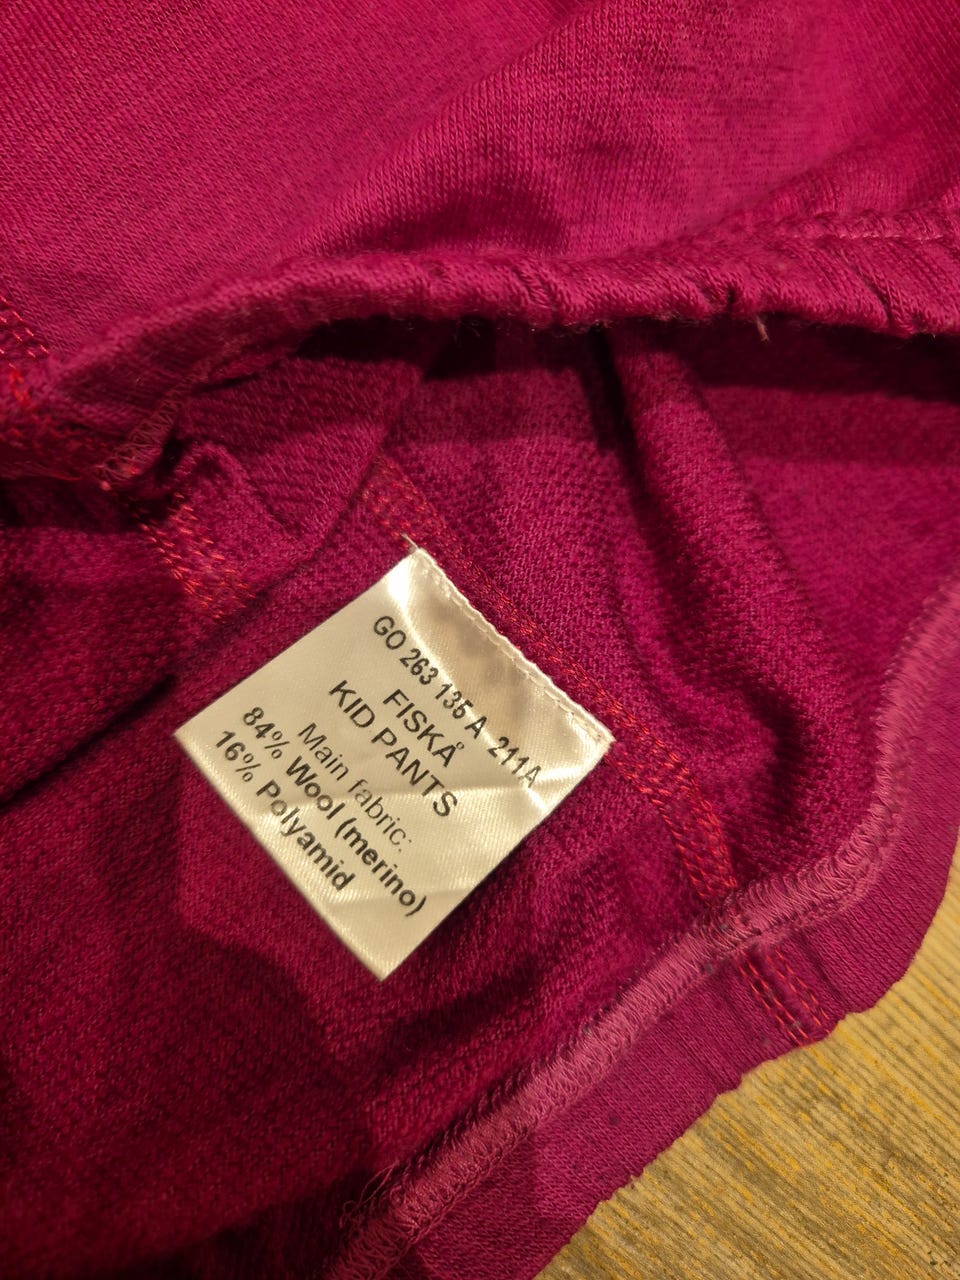 GO 263 135 A 211A
FISKÅ
KID PANTS
Main fabric:
84% Wool (merino)
16% Polyamid